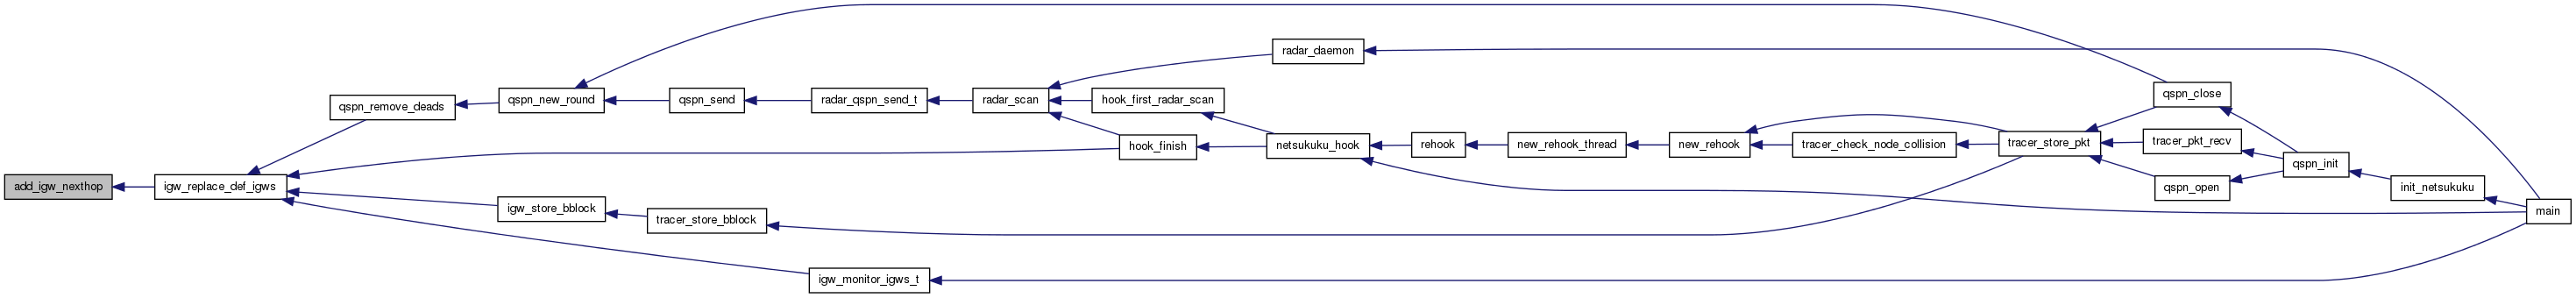 add_igw_nexthop
igw_replace_def_igws
qspn_remove_deads
qspn_new_round
qspn_send
radar_qspn_send_t
radar_scan
radar_daemon
hook_first_radar_scan
hook_finish
netsukuku_hook
rehook
new_rehook_thread
new_rehook
tracer_check_node_collision
tracer_store_pkt
qspn_close
tracer_pkt_recv
qspn_open
qspn_init
init_netsukuku
main
igw_store_bblock
tracer_store_bblock
igw_monitor_igws_t